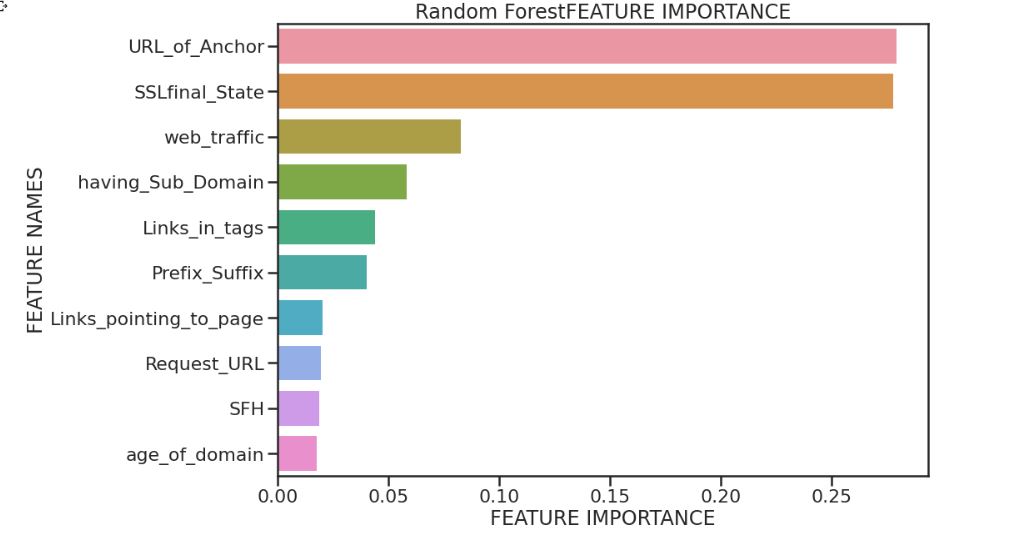 Random ForestFEATURE IMPORTANCE
FEATURE NAMES
URL_of_Anchor
SSLfinal_State
web_traffic
having_Sub_Domain
Links_in_tags
Prefix_Suffix
Links_pointing_to_page
Request_URL
SFH
age_of_domain
0.00 0.05 0.10 0.15 0.20 0.25
FEATURE IMPORTANCE